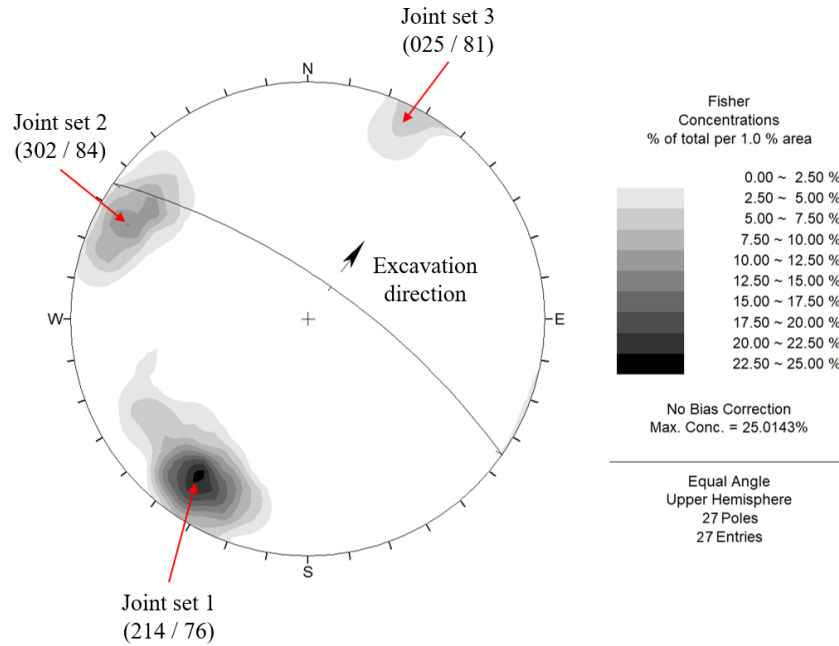 Joint set 3
(025 / 81)
Joint set 2
(302 / 84)
N
Excavation
direction
W
E
S
Joint set 1
(214 / 76)
Fisher
Concentrations
% of total per 1.0 % area
0.00 ~ 2.50 %
2.50 ~ 5.00 %
5.00 ~ 7.50 %
7.50 ~ 10.00 %
10.00 ~ 12.50 %
12.50 ~ 15.00 %
15.00 ~ 17.50 %
17.50 ~ 20.00 %
20.00 ~ 22.50 %
22.50 ~ 25.00 %
No Bias Correction
Max. Conc. = 25.0143%
Equal Angle
Upper Hemisphere
27 Poles
27 Entries